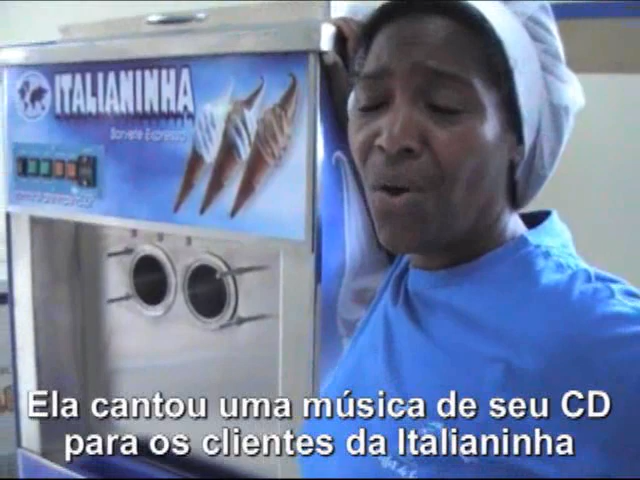 ITALIANINHA
Sorvete Expresso
Ela cantou uma música de seu CD
para os clientes da Italianinha